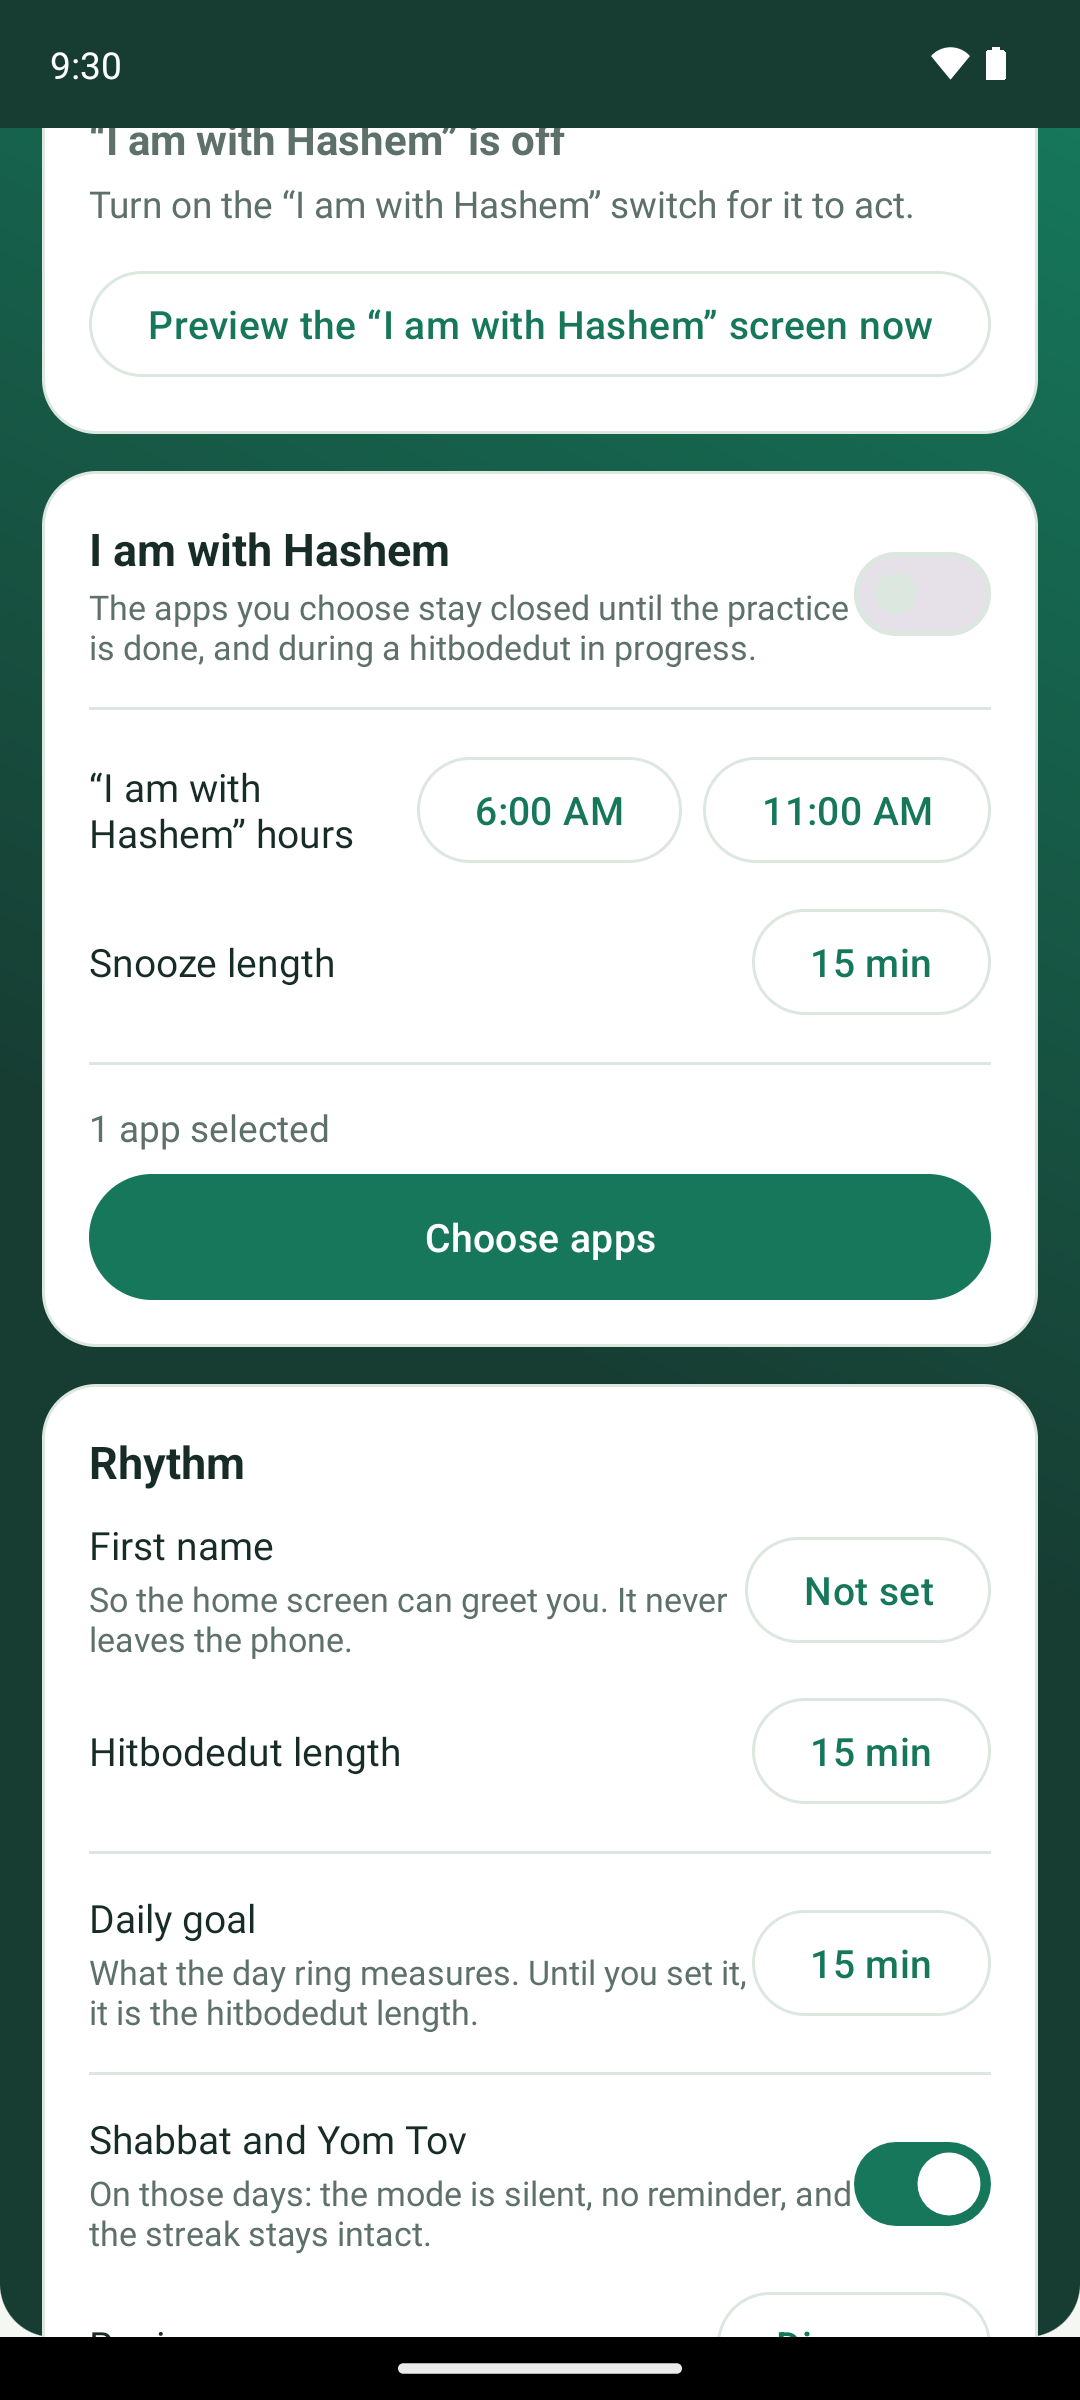 9:30
“I am with Hashem” is off
Turn on the “I am with Hashem” switch for it to act.
Preview the “I am with Hashem” screen now
I am with Hashem
The apps you choose stay closed until the practice
is done, and during a hitbodedut in progress.
“I am with
Hashem” hours
6:00 AM
11:00 AM
Snooze length
15 min
1 app selected
Choose apps
Rhythm
First name
So the home screen can greet you. It never
leaves the phone.
Not set
Hitbodedut length
15 min
Daily goal
What the day ring measures. Until you set it,
it is the hitbodedut length.
15 min
Shabbat and Yom Tov
On those days: the mode is silent, no reminder, and
the streak stays intact.